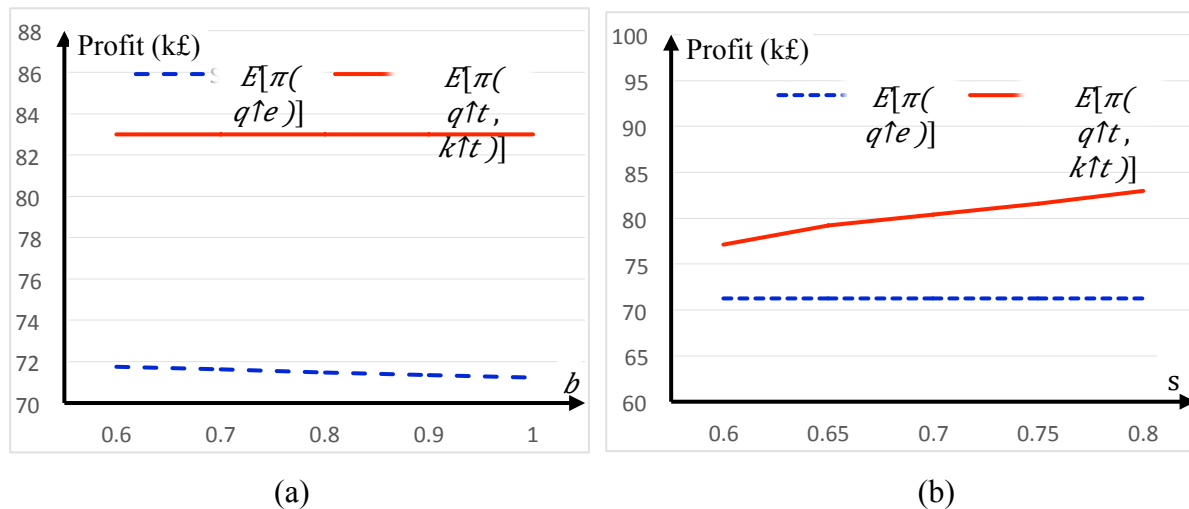 88
86
84
82
80
78
76
74
72
70
Profit (k£)
E[π(
q↑e )]
E[π(
q↑t ,
k↑t )]
b
0.6 0.7 0.8 0.9 1
(a)
100
95
90
85
80
75
70
65
60
Profit (k£)
E[π(
q↑e )]
E[π(
q↑t ,
k↑t )]
s
0.6 0.65 0.7 0.75 0.8
(b)